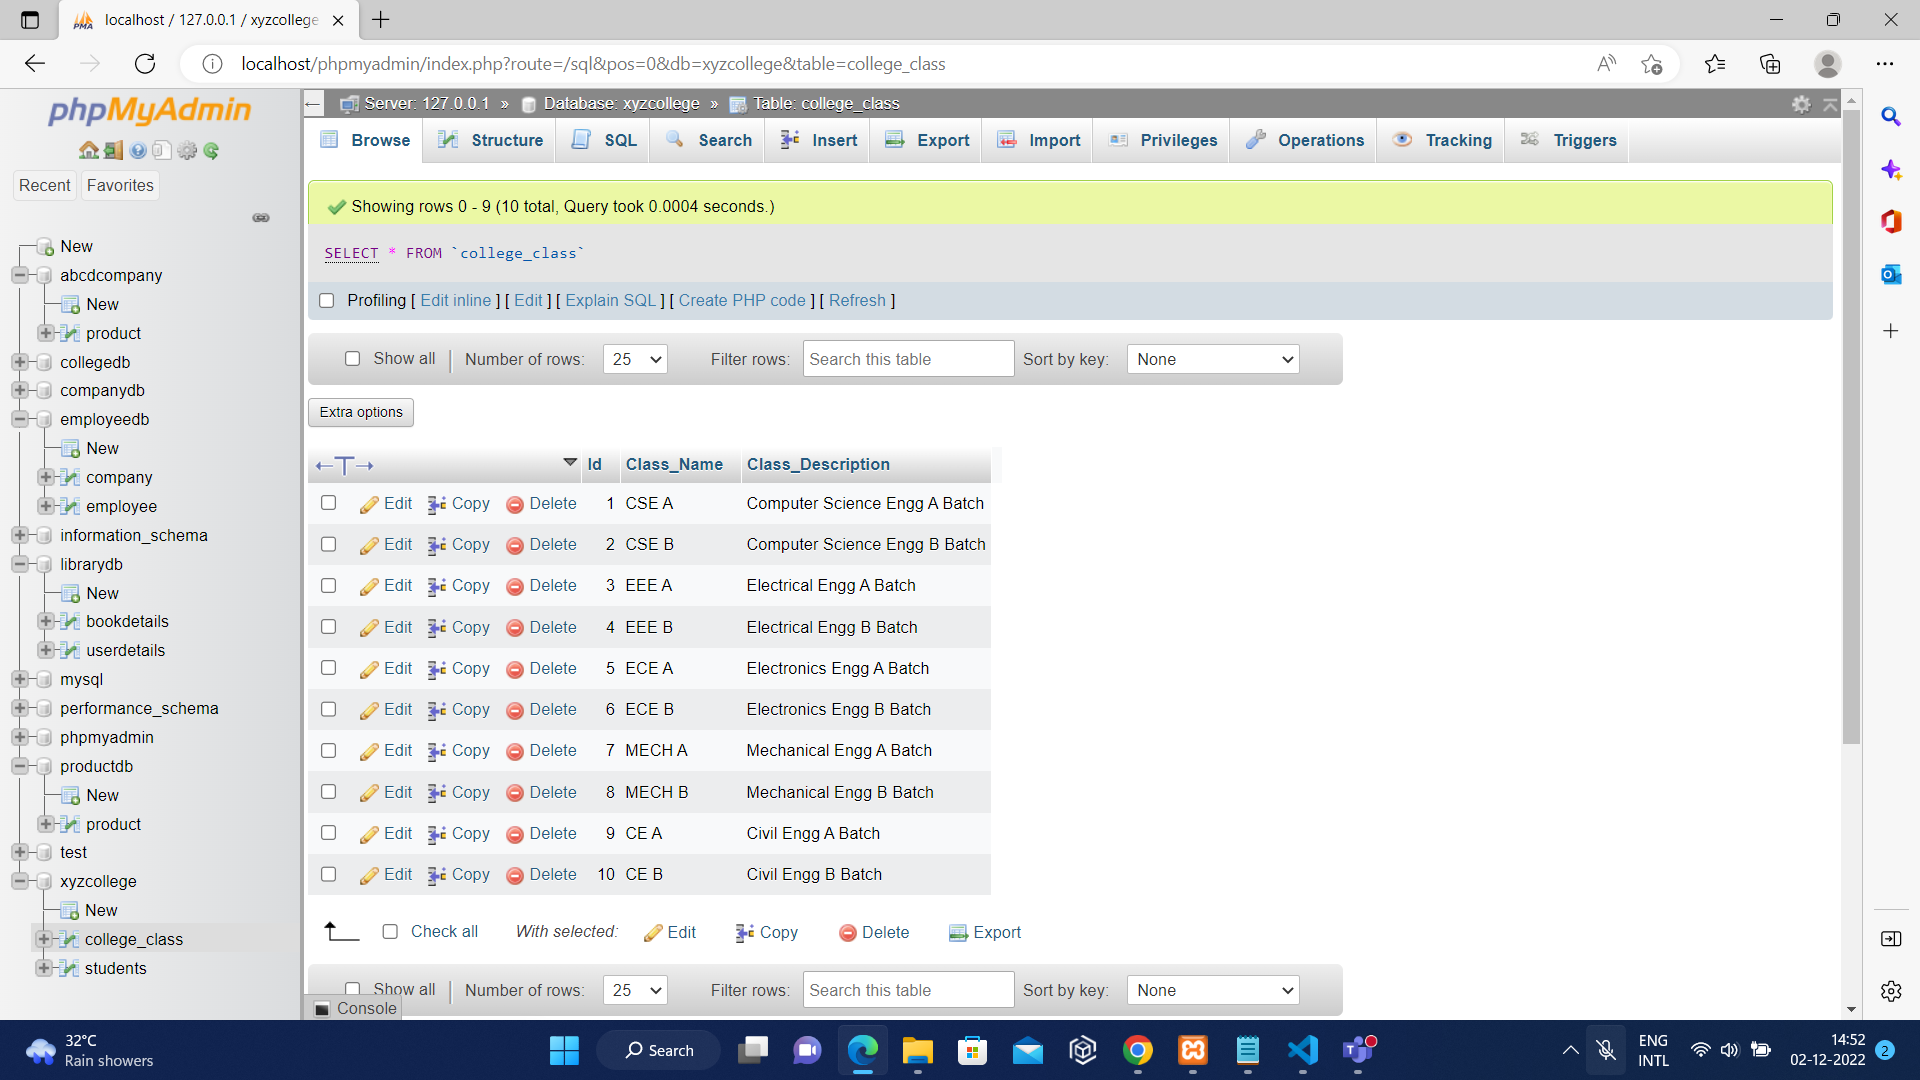 localhost / 127.0.0.1 / xyzcollege
localhost/phpmyadmin/index.php?route=/sql&pos=0&db=xyzcollege&table=college_class
phpMyAdmin
Recent Favorites
New
abcdcompany
New
product
collegedb
companydb
employeedb
New
company
employee
information_schema
librarydb
New
bookdetails
userdetails
mysql
performance_schema
phpmyadmin
productdb
New
product
test
xyzcollege
New
college_class
students
Server: 127.0.0.1 » Database: xyzcollege » Table: college_class
Browse Structure SQL Search Insert Export Import Privileges Operations Tracking Triggers
Showing rows 0 - 9 (10 total, Query took 0.0004 seconds.)
SELECT * FROM `college_class`
Profiling [ Edit inline ] [ Edit ] [ Explain SQL ] [ Create PHP code ] [ Refresh ]
Show all Number of rows: 25 Filter rows: Search this table Sort by key: None
Extra options
Id Class_Name Class_Description
Edit Copy Delete 1 CSE A Computer Science Engg A Batch
Edit Copy Delete 2 CSE B Computer Science Engg B Batch
Edit Copy Delete 3 EEE A Electrical Engg A Batch
Edit Copy Delete 4 EEE B Electrical Engg B Batch
Edit Copy Delete 5 ECE A Electronics Engg A Batch
Edit Copy Delete 6 ECE B Electronics Engg B Batch
Edit Copy Delete 7 MECH A Mechanical Engg A Batch
Edit Copy Delete 8 MECH B Mechanical Engg B Batch
Edit Copy Delete 9 CE A Civil Engg A Batch
Edit Copy Delete 10 CE B Civil Engg B Batch
Check all With selected: Edit Copy Delete Export
Show all Number of rows: 25 Filter rows: Search this table Sort by key: None
Console
32°C
Rain showers
Search
ENG
INTL
14:52
02-12-2022
2